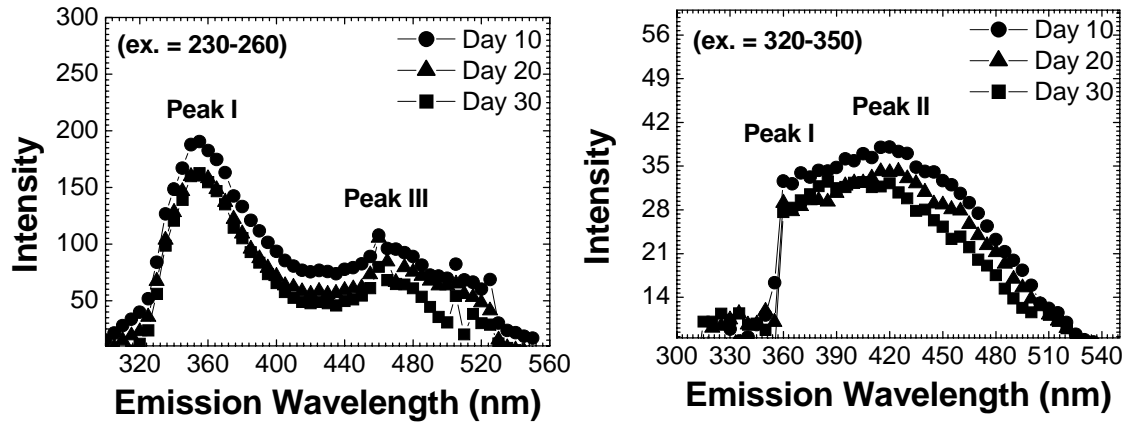 300
250
200
150
100
50
Intensity
(ex. = 230-260)
Day 10
Day 20
Day 30
Peak I
Peak III
320 360 400 440 480 520 560
Emission Wavelength (nm)
56
49
42
35
28
21
14
Intensity
(ex. = 320-350)
Day 10
Day 20
Day 30
Peak II
Peak I
300 330 360 390 420 450 480 510 540
Emission Wavelength (nm)